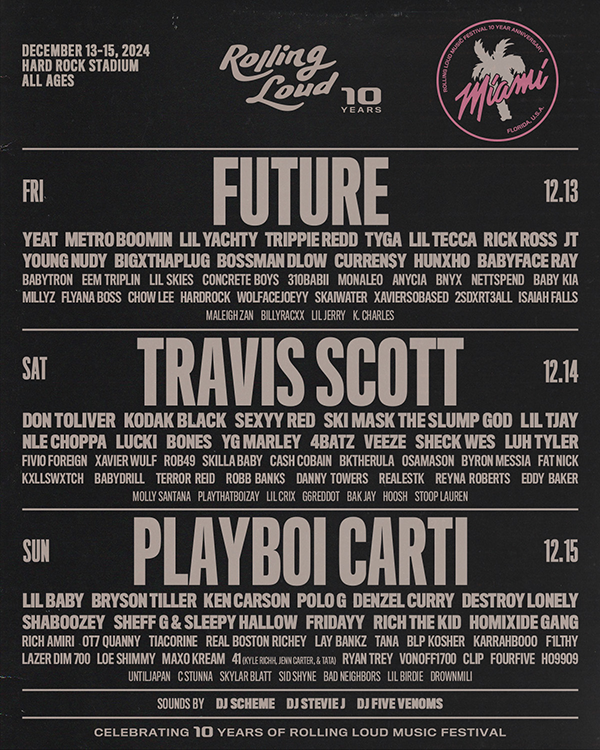 DECEMBER 13-15, 2024
HARD ROCK STADIUM
ALL AGES
Rolling
Loud
10
YEARS
ROLLING LOUD MUSIC FESTIVAL 10 YEAR ANNIVERSARY
Miami
FLORIDA, U.S.A.
FRI
FUTURE
12.13
YEAT METRO BOOMIN LIL YACHTY TRIPPIE REDD TYGA LIL TECCA RICK ROSS JT
YOUNG NUDY BIGXTHAPLUG BOSSMAN DLOW CURREN$Y HUNXHO BABYFACE RAY
BABYTRON EEM TRIPLIN LIL SKIES CONCRETE BOYS 310BABII MONALEO ANYCIA BNYX NETTSPEND BABY KIA
MILLYZ FLYANA BOSS CHOW LEE HARDROCK WOLFACEJOEYY SKAIWATER XAVIERSOBASED 2SDXRT3ALL ISAIAH FALLS
MALEIGH ZAN BILLYRACXX LIL JERRY K. CHARLES
SAT
TRAVIS SCOTT
12.14
DON TOLIVER KODAK BLACK SEXYY RED SKI MASK THE SLUMP GOD LIL TJAY
NLE CHOPPA LUCKI BONES YG MARLEY 4BATZ VEEZE SHECK WES LUH TYLER
FIVIO FOREIGN XAVIER WULF ROB49 SKILLA BABY CASH COBAIN BKTHERULA OSAMASON BYRON MESSIA FAT NICK
KXLLSWXTCH BABYDRILL TERROR REID ROBB BANKS DANNY TOWERS REALESTK REYNA ROBERTS EDDY BAKER
MOLLY SANTANA PLAYTHATBOIZAY LIL CRIX G6REDDOT BAK JAY HOOSH STOOP LAUREN
SUN
PLAYBOI CARTI
12.15
LIL BABY BRYSON TILLER KEN CARSON POLO G DENZEL CURRY DESTROY LONELY
SHABOOZEY SHEFF G & SLEEPY HALLOW FRIDAYY RICH THE KID HOMIXIDE GANG
RICH AMIRI OT7 QUANNY TIACORINE REAL BOSTON RICHEY LAY BANKZ TANA BLP KOSHER KARRAHBOOO F1LTHY
LAZER DIM 700 LOE SHIMMY MAXO KREAM 41 (KYLE RICHH, JENN CARTER, & TATA) RYAN TREY VONOFF1700 CLIP FOURFIVE HO9909
UNTILJAPAN C STUNNA SKYLAR BLATT SID SHYNE BAD NEIGHBORS LIL BIRDIE DROWNMILI
SOUNDS BY DJ SCHEME DJ STEVIE J DJ FIVE VENOMS
CELEBRATING 10 YEARS OF ROLLING LOUD MUSIC FESTIVAL